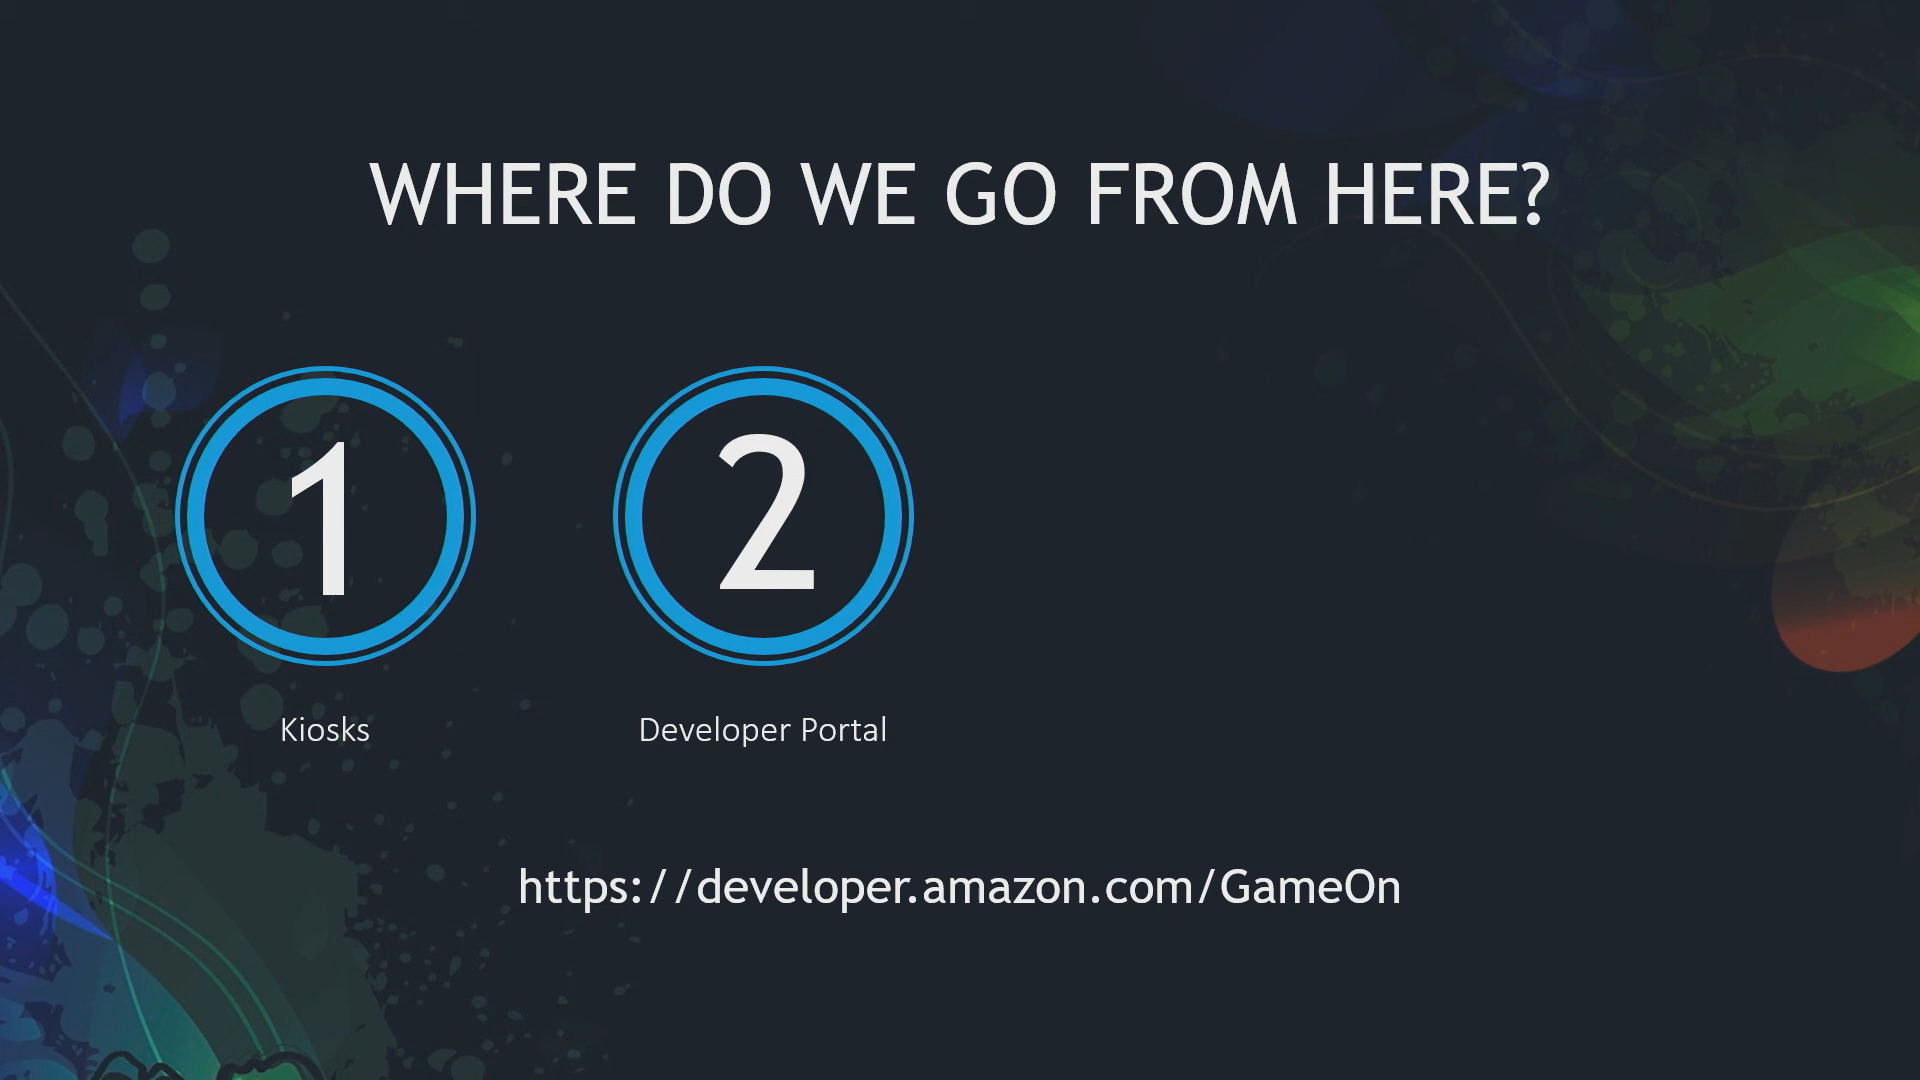 WHERE DO WE GO FROM HERE?
1
2
Kiosks
Developer Portal
https://developer.amazon.com/GameOn